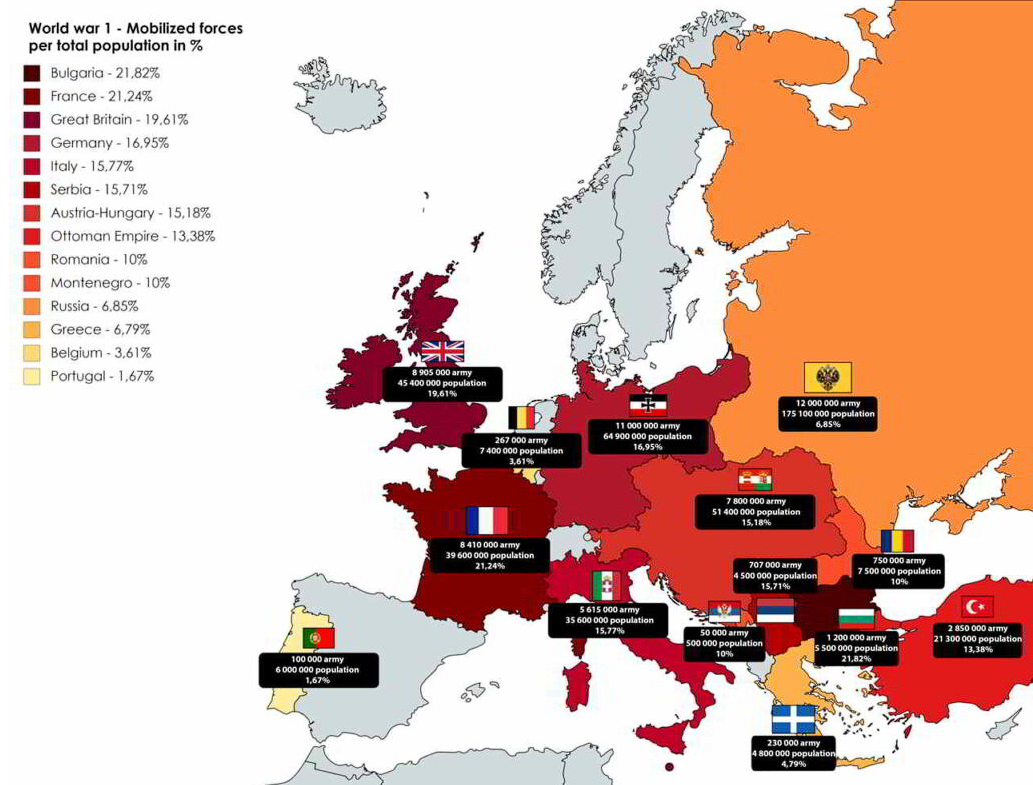 World war 1 - Mobilized forces
per total population in %
Bulgaria - 21,82%
France - 21,24%
Great Britain - 19,61%
Germany - 16,95%
Italy - 15,77%
Serbia - 15,71%
Austria-Hungary - 15,18%
Ottoman Empire - 13,38%
Romania - 10%
Montenegro - 10%
Russia - 6,85%
Greece - 6,79%
Belgium - 3,61%
Portugal - 1,67%
8 905 000 army
45 400 000 population
19,61%
12 000 000 army
175 100 000 population
6,85%
267 000 army
7 400 000 population
3,61%
11 000 000 army
64 900 000 population
16,95%
7 800 000 army
51 400 000 population
15,18%
8 410 000 army
39 600 000 population
21,24%
707 000 army
4 500 000 population
15,71%
750 000 army
7 500 000 population
10%
5 615 000 army
35 600 000 population
15,77%
50 000 army
500 000 population
10%
1 200 000 army
5 500 000 population
21,82%
2 850 000 army
21 300 000 population
13,38%
100 000 army
6 000 000 population
1,67%
230 000 army
4 800 000 population
4,79%